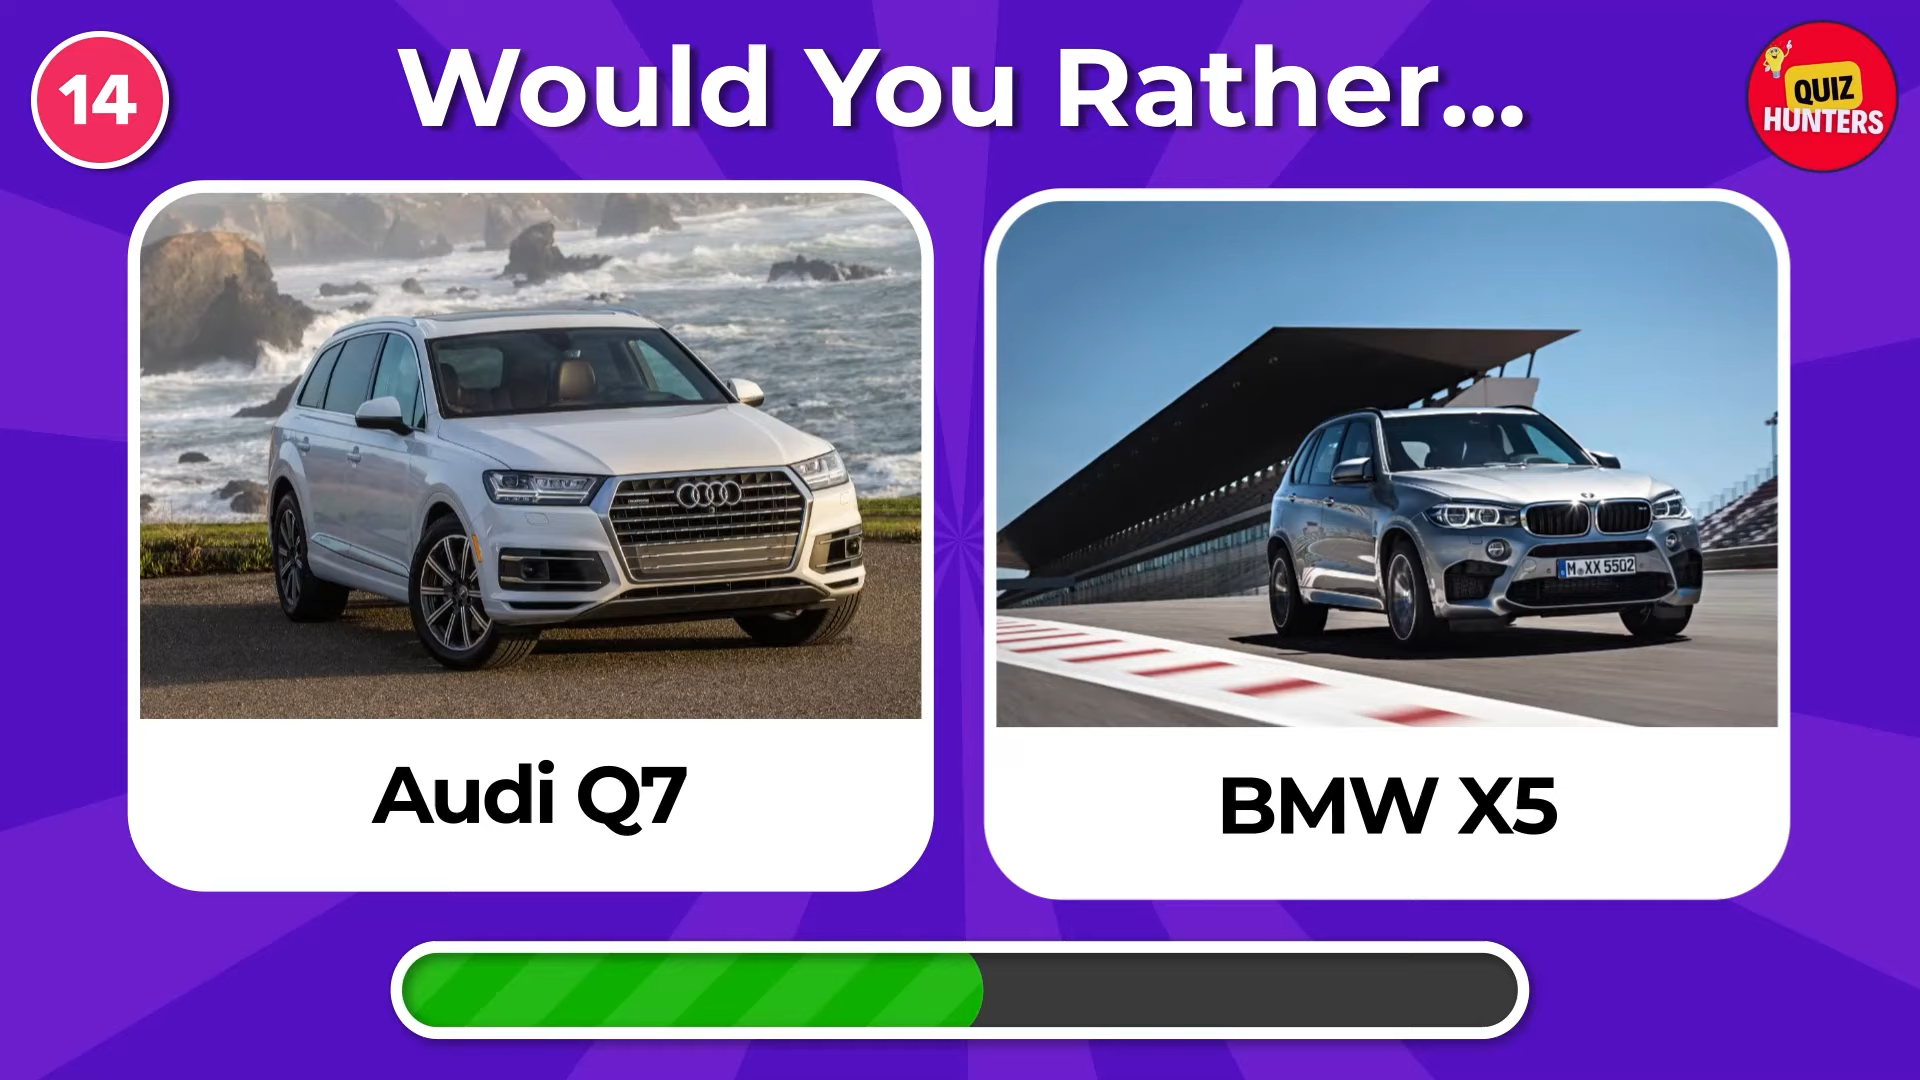 14
Would You Rather...
QUIZ
HUNTERS
M XX 5502
Audi Q7
BMW X5